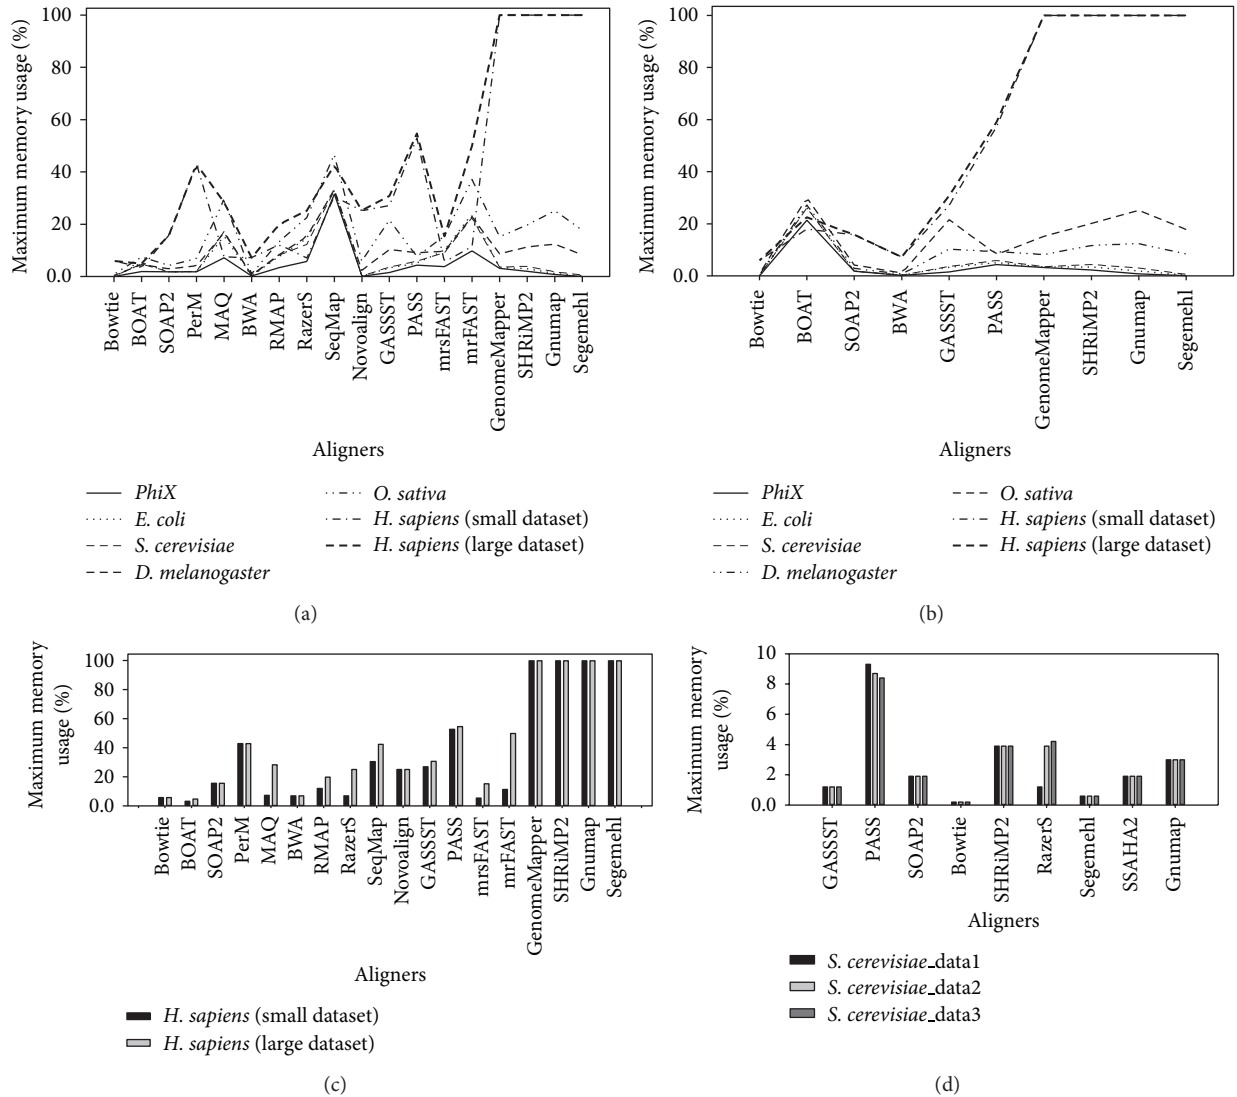 Maximum memory usage (%)
100
80
60
40
20
0.0
Bowtie
BOAT
SOAP2
PerM
MAQ
BWA
RMAP
RazerS
SeqMap
Novoalign
GASSST
PASS
mrsFAST
mrFAST
GenomeMapper
SHRiMP2
Gnumap
Segemehl
Aligners
PhiX
E. coli
S. cerevisiae
D. melanogaster
O. sativa
H. sapiens (small dataset)
H. sapiens (large dataset)
(a)
Maximum memory usage (%)
100
80
60
40
20
0.0
Bowtie
BOAT
SOAP2
BWA
GASSST
PASS
GenomeMapper
SHRiMP2
Gnumap
Segemehl
Aligners
PhiX
E. coli
S. cerevisiae
D. melanogaster
O. sativa
H. sapiens (small dataset)
H. sapiens (large dataset)
(b)
Maximum memory
usage (%)
100
80
60
40
20
0.0
Bowtie
BOAT
SOAP2
PerM
MAQ
BWA
RMAP
RazerS
SeqMap
Novoalign
GASSST
PASS
mrsFAST
mrFAST
GenomeMapper
SHRiMP2
Gnumap
Segemehl
Aligners
H. sapiens (small dataset)
H. sapiens (large dataset)
(c)
Maximum memory
usage (%)
10
8
6
4
2
0.0
GASSST
PASS
SOAP2
Bowtie
SHRiMP2
RazerS
Segemehl
SSAHA2
Gnumap
Aligners
S. cerevisiae_data1
S. cerevisiae_data2
S. cerevisiae_data3
(d)